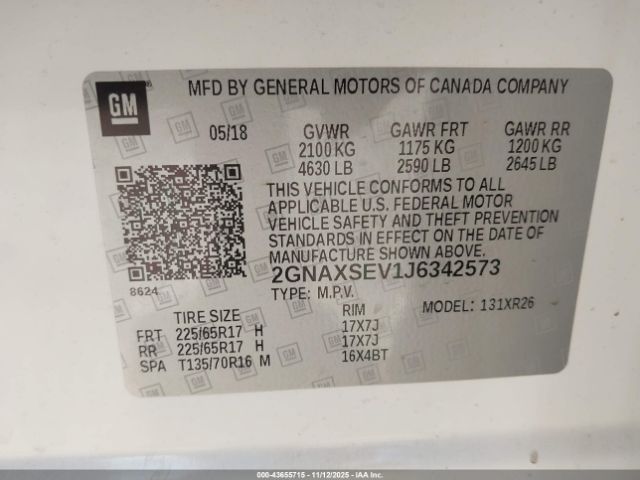 GM
MFD BY GENERAL MOTORS OF CANADA COMPANY
05/18 GVWR GAWR FRT GAWR RR
2100 KG 1175 KG 1200 KG
4630 LB 2590 LB 2645 LB
THIS VEHICLE CONFORMS TO ALL
APPLICABLE U.S. FEDERAL MOTOR
VEHICLE SAFETY AND THEFT PREVENTION
STANDARDS IN EFFECT ON THE DATE OF
MANUFACTURE SHOWN ABOVE.
2GNAXSEV1J6342573
8624
TYPE: M.P.V.
MODEL: 131XR26
TIRE SIZE RIM
FRT 225/65R17 H 17X7J
RR 225/65R17 H 17X7J
SPA T135/70R16 M 16X4BT
000-43655715 - 11/12/2025 - IAA Inc.